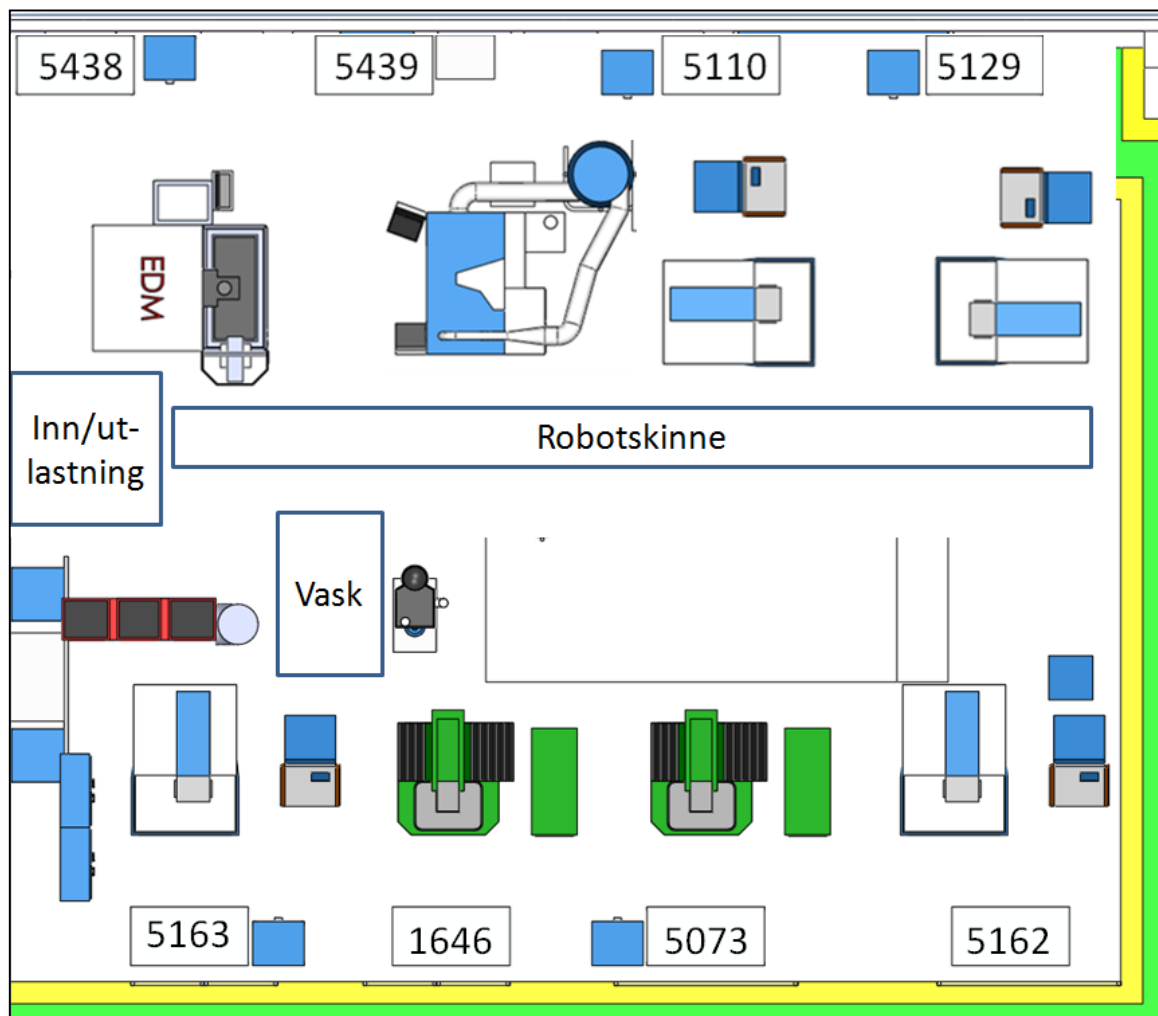 5438
5439
5110
5129
EDM
Inn/ut-
lastning
Robotskinne
Vask
5163
1646
5073
5162